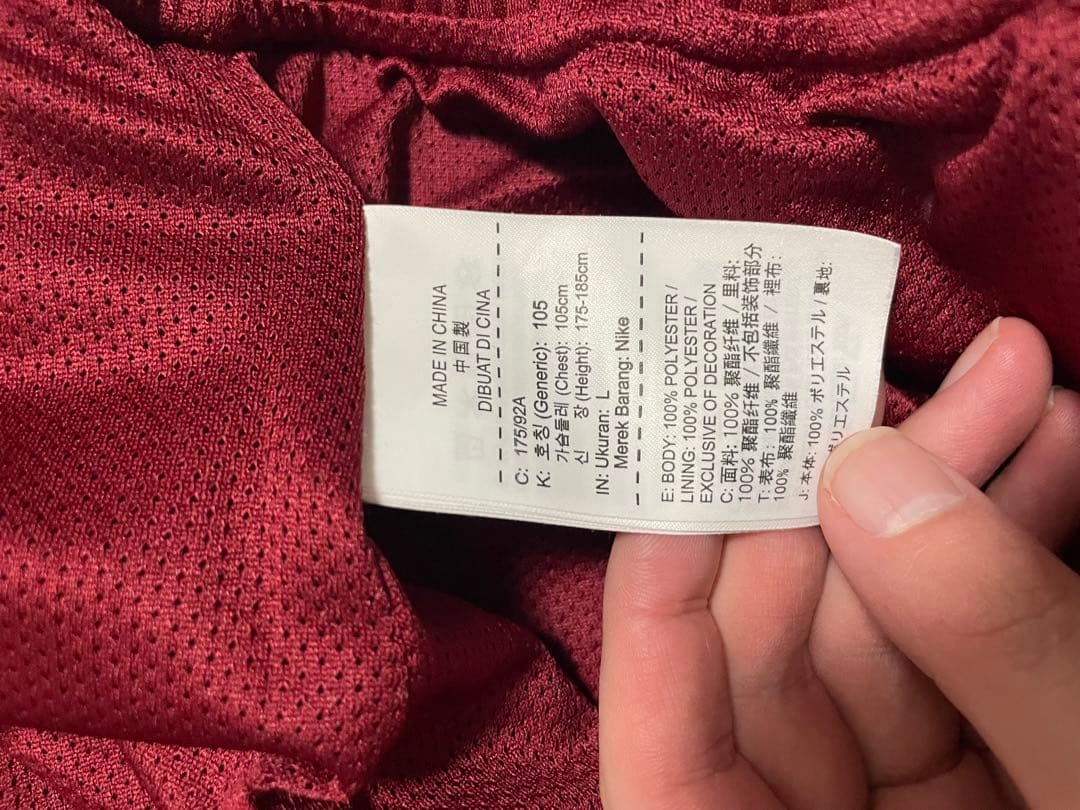 MADE IN CHINA
中国製
DIBUAT DI CINA
C: 175/92A
K: 호칭 (Generic): 105
가슴둘레 (Chest): 105cm
신 장 (Height): 175-185cm
IN: Ukuran: L
Merek Barang: Nike
E: BODY: 100% POLYESTER /
LINING: 100% POLYESTER /
EXCLUSIVE OF DECORATION
C: 面料: 100% 聚酯纤维 / 里料:
100% 聚酯纤维 / 不包括装饰部分
T: 表布: 100% 聚酯纖維 / 裡布:
100% 聚酯纖維
J: 本体: 100% ポリエステル / 裏地:
ポリエステル